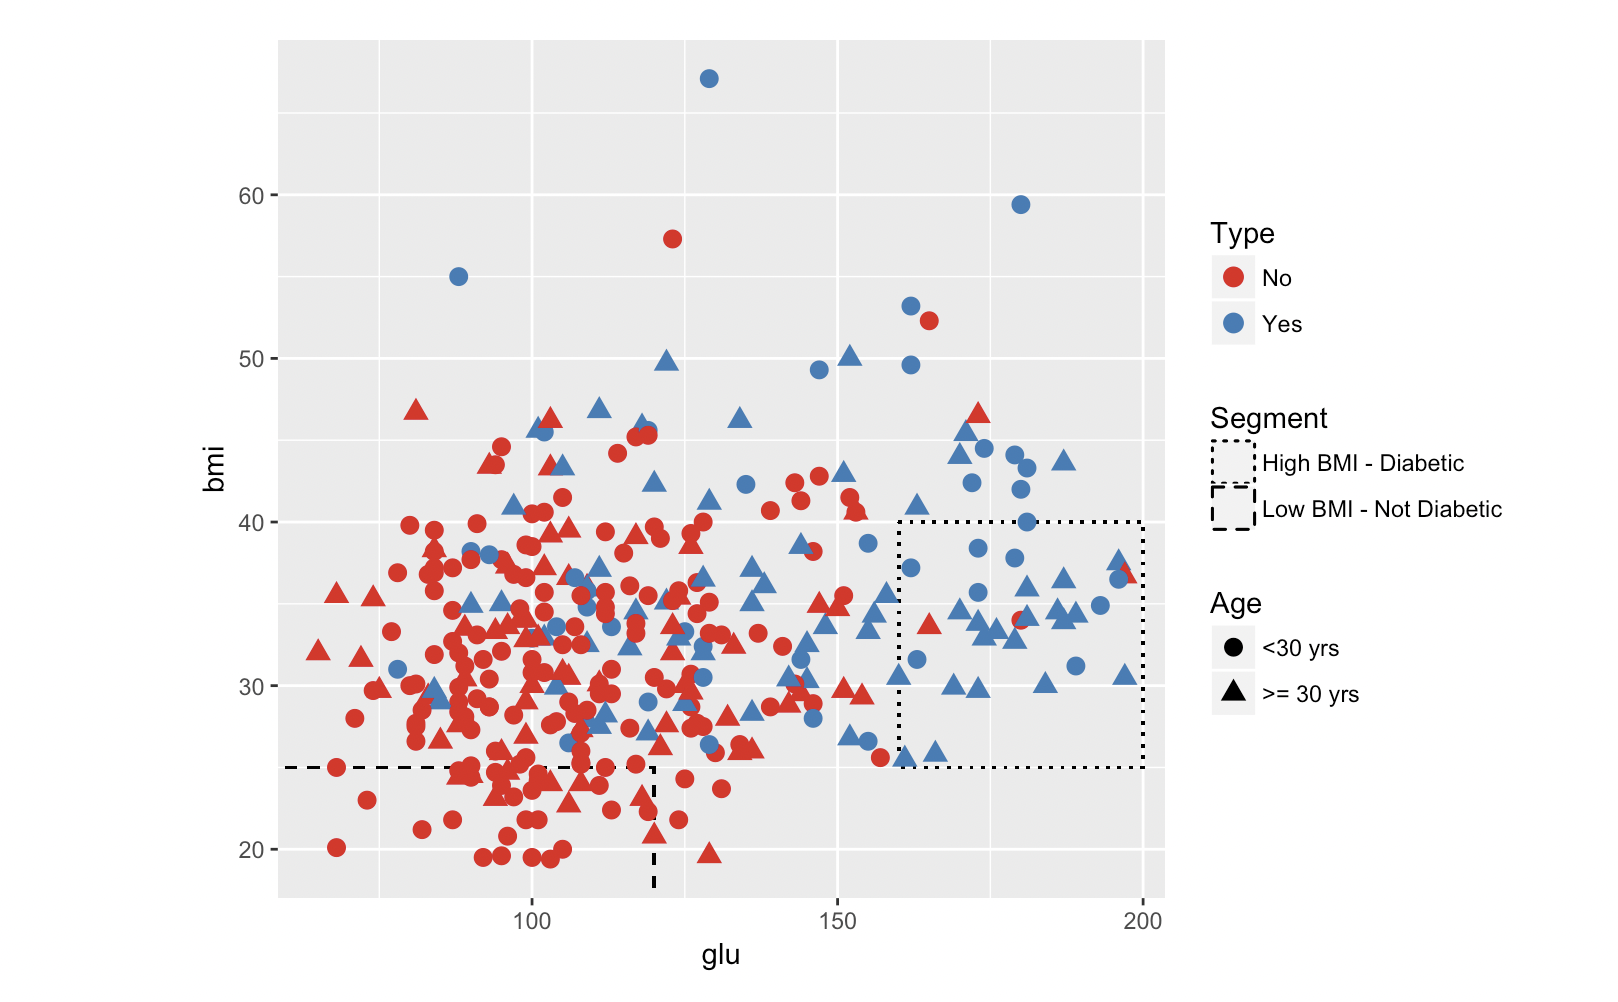 60
50
40
30
20
bmi
100
150
200
glu
Type
No
Yes
Segment
High BMI - Diabetic
Low BMI - Not Diabetic
Age
<30 yrs
>= 30 yrs